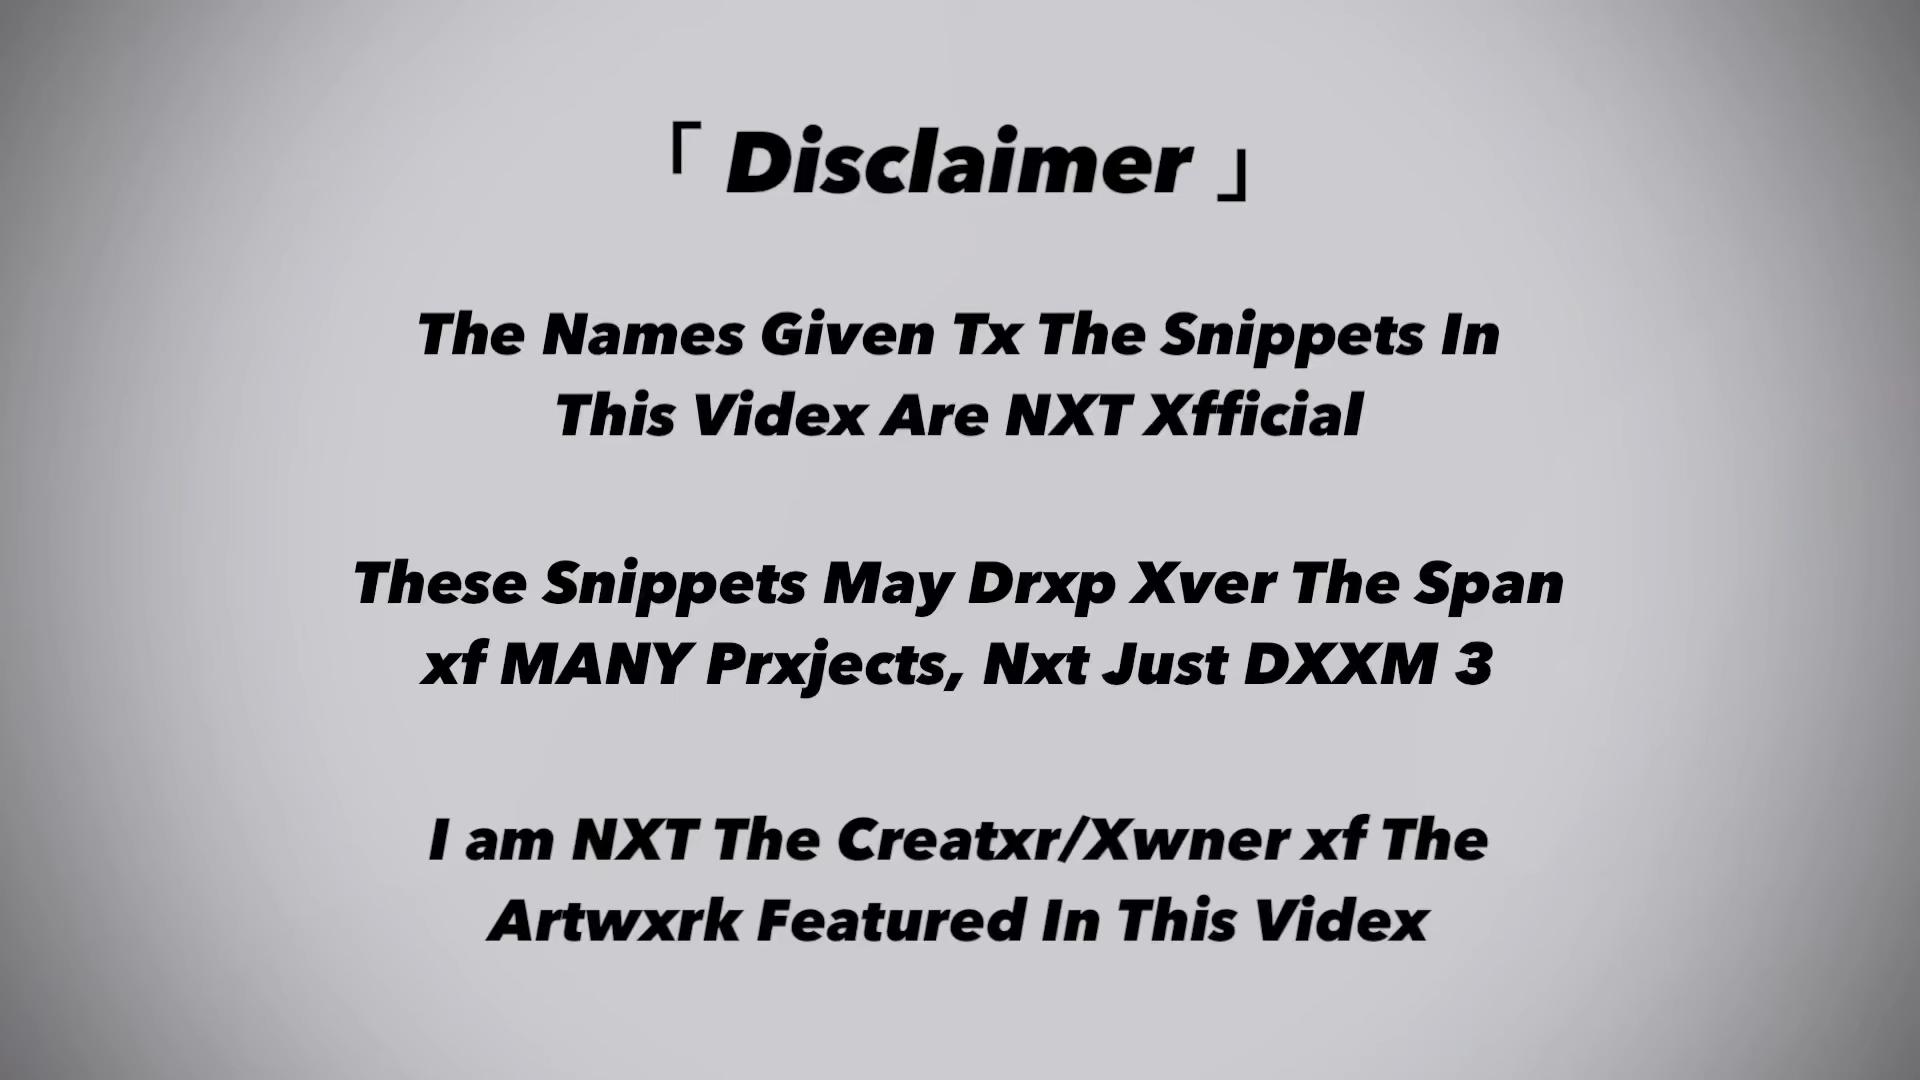 「 Disclaimer 」
The Names Given Tx The Snippets In
This Videx Are NXT Xfficial
These Snippets May Drxp Xver The Span
xf MANY Prxjects, Nxt Just DXXM 3
I am NXT The Creatxr/Xwner xf The
Artwxrk Featured In This Videx